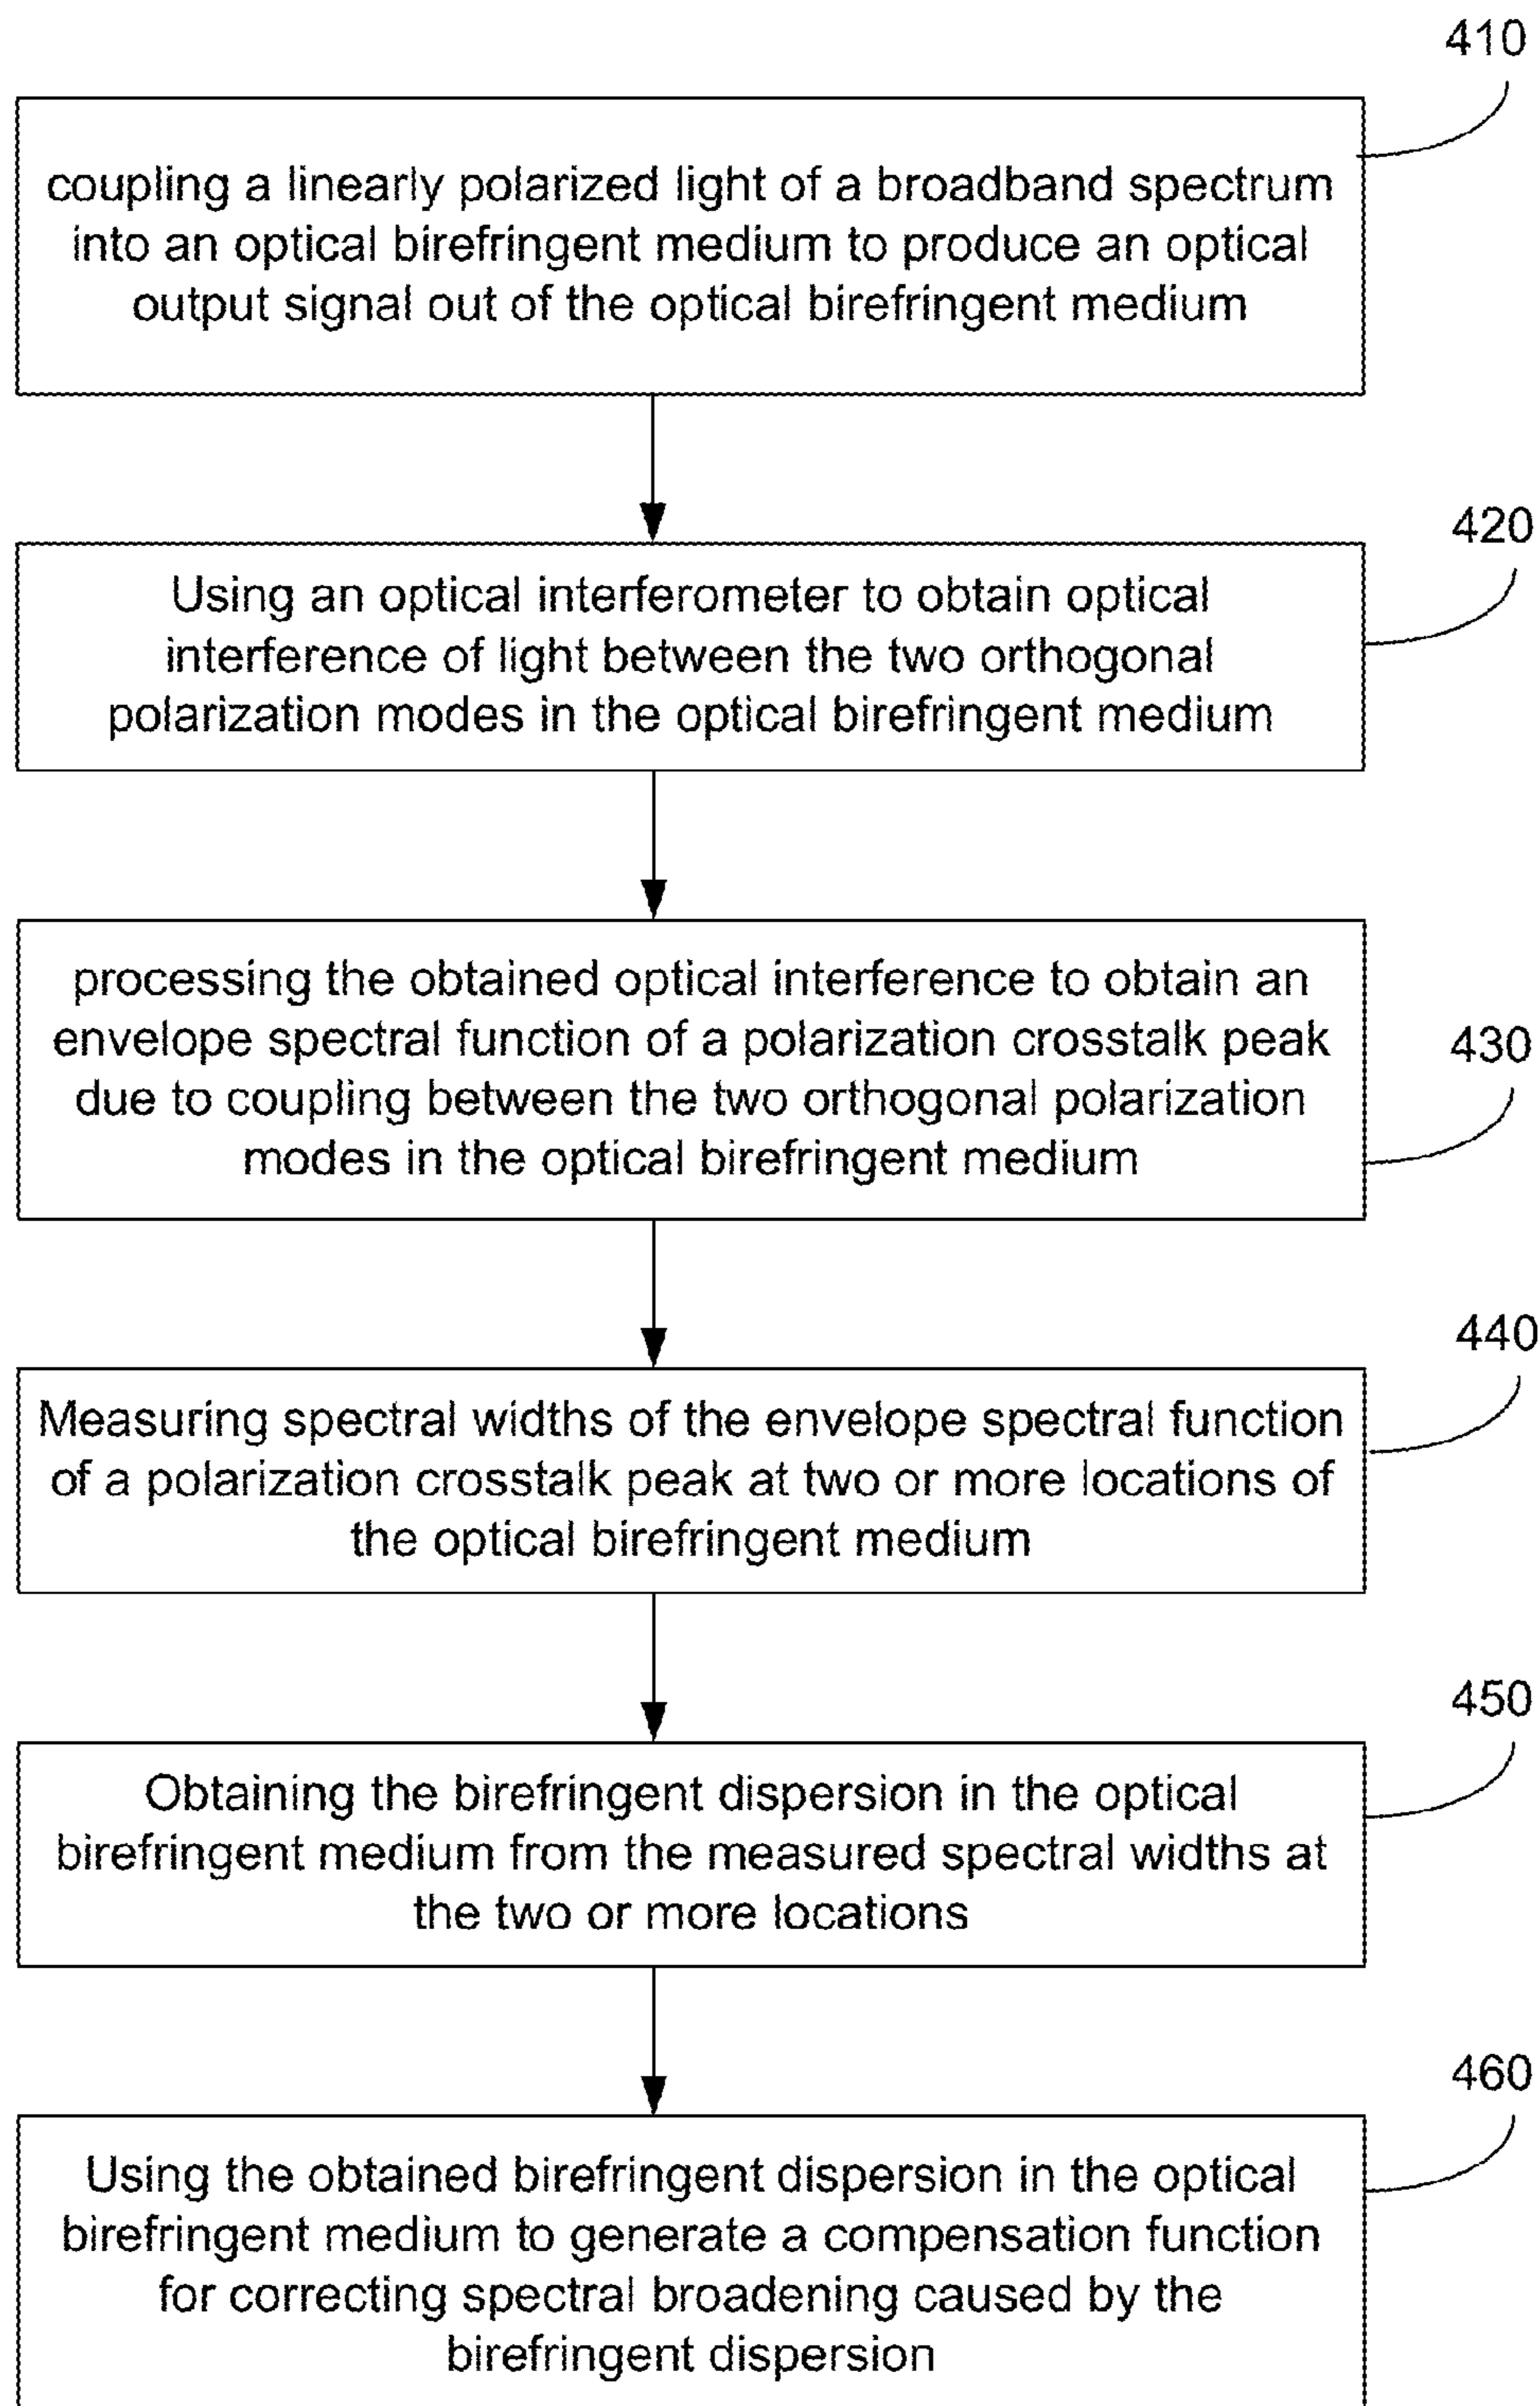 410
coupling a linearly polarized light of a broadband spectrum
into an optical birefringent medium to produce an optical
output signal out of the optical birefringent medium
420
Using an optical interferometer to obtain optical
interference of light between the two orthogonal
polarization modes in the optical birefringent medium
processing the obtained optical interference to obtain an
envelope spectral function of a polarization crosstalk peak
due to coupling between the two orthogonal polarization
modes in the optical birefringent medium
430
440
Measuring spectral widths of the envelope spectral function
of a polarization crosstalk peak at two or more locations of
the optical birefringent medium
450
Obtaining the birefringent dispersion in the optical
birefringent medium from the measured spectral widths at
the two or more locations
460
Using the obtained birefringent dispersion in the optical
birefringent medium to generate a compensation function
for correcting spectral broadening caused by the
birefringent dispersion